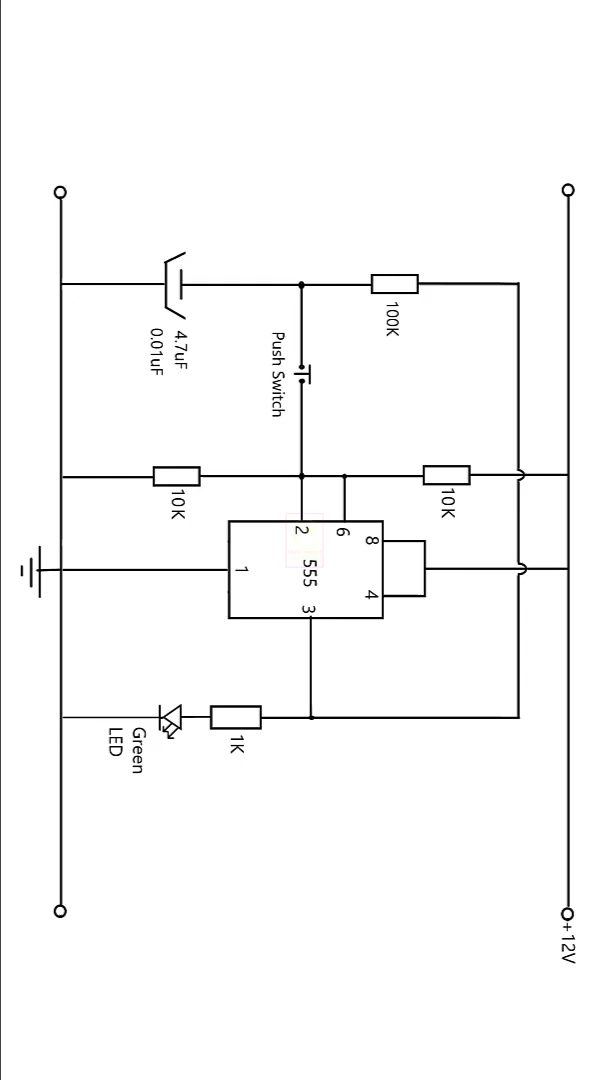 +12V
100K
4.7uF
0.01uF
Push Switch
10K
10K
2
6
8
555
1
4
3
1K
Green
LED